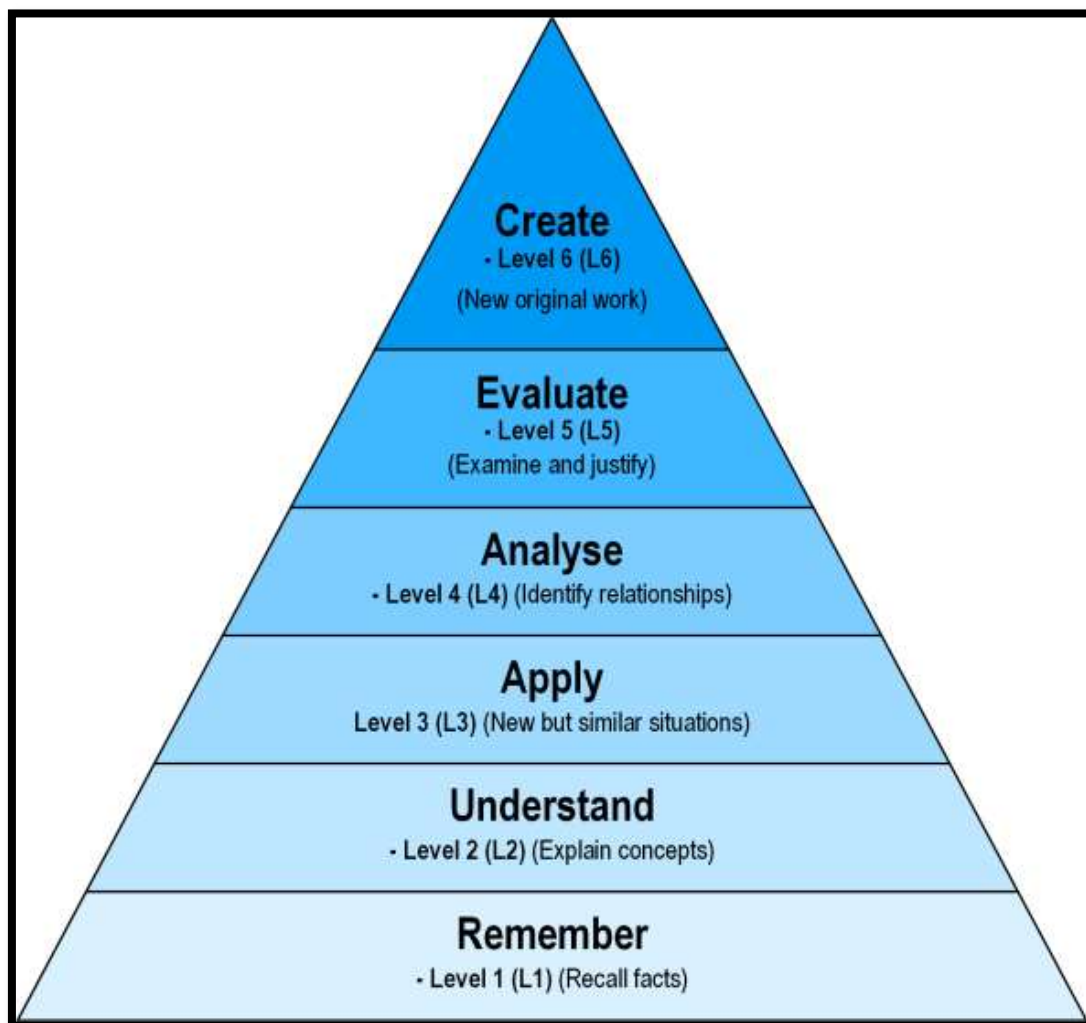 Create
- Level 6 (L6)
(New original work)
Evaluate
- Level 5 (L5)
(Examine and justify)
Analyse
- Level 4 (L4) (Identify relationships)
Apply
Level 3 (L3) (New but similar situations)
Understand
- Level 2 (L2) (Explain concepts)
Remember
- Level 1 (L1) (Recall facts)